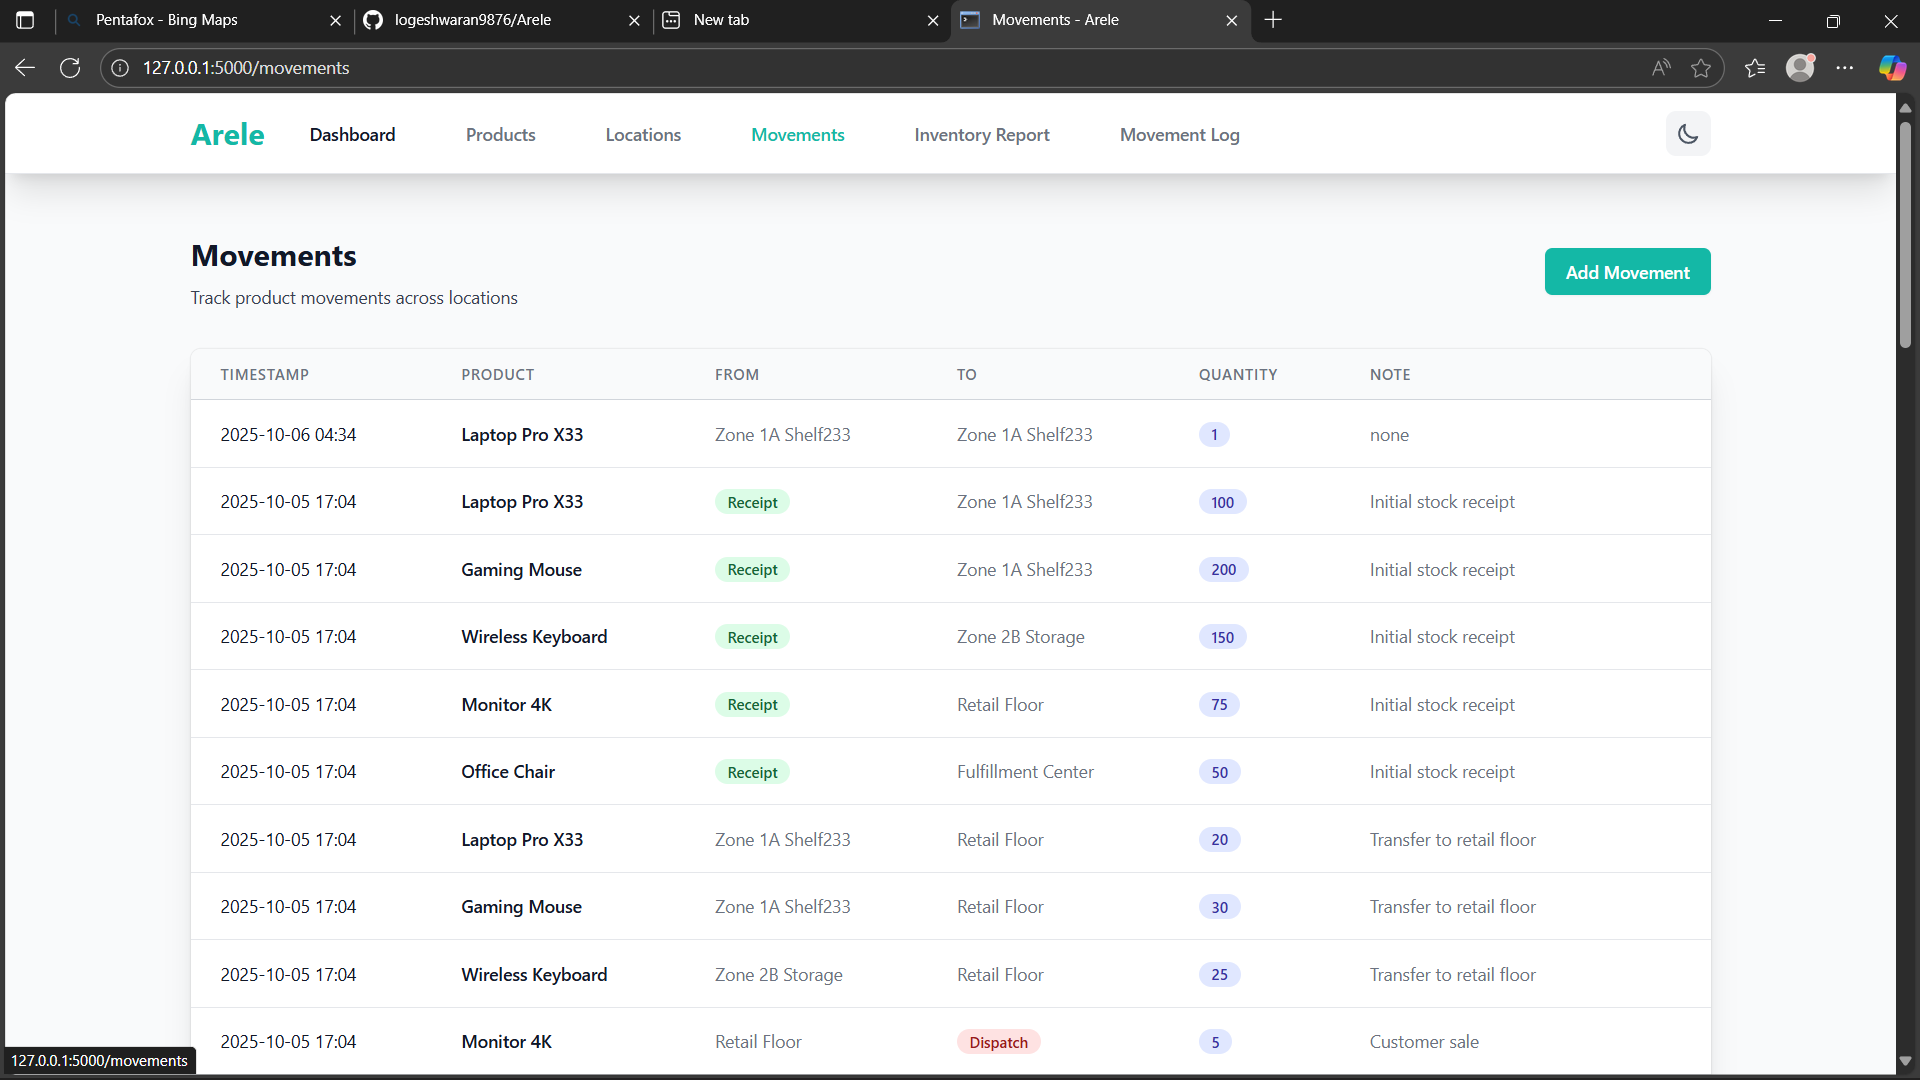 Pentafox - Bing Maps
logeshwaran9876/Arele
New tab
Movements - Arele
127.0.0.1:5000/movements
Arele Dashboard Products Locations Movements Inventory Report Movement Log
Movements
Add Movement
Track product movements across locations
TIMESTAMP PRODUCT FROM TO QUANTITY NOTE
2025-10-06 04:34 Laptop Pro X33 Zone 1A Shelf233 Zone 1A Shelf233 1 none
2025-10-05 17:04 Laptop Pro X33 Receipt Zone 1A Shelf233 100 Initial stock receipt
2025-10-05 17:04 Gaming Mouse Receipt Zone 1A Shelf233 200 Initial stock receipt
2025-10-05 17:04 Wireless Keyboard Receipt Zone 2B Storage 150 Initial stock receipt
2025-10-05 17:04 Monitor 4K Receipt Retail Floor 75 Initial stock receipt
2025-10-05 17:04 Office Chair Receipt Fulfillment Center 50 Initial stock receipt
2025-10-05 17:04 Laptop Pro X33 Zone 1A Shelf233 Retail Floor 20 Transfer to retail floor
2025-10-05 17:04 Gaming Mouse Zone 1A Shelf233 Retail Floor 30 Transfer to retail floor
2025-10-05 17:04 Wireless Keyboard Zone 2B Storage Retail Floor 25 Transfer to retail floor
2025-10-05 17:04 Monitor 4K Retail Floor Dispatch 5 Customer sale
127.0.0.1:5000/movements